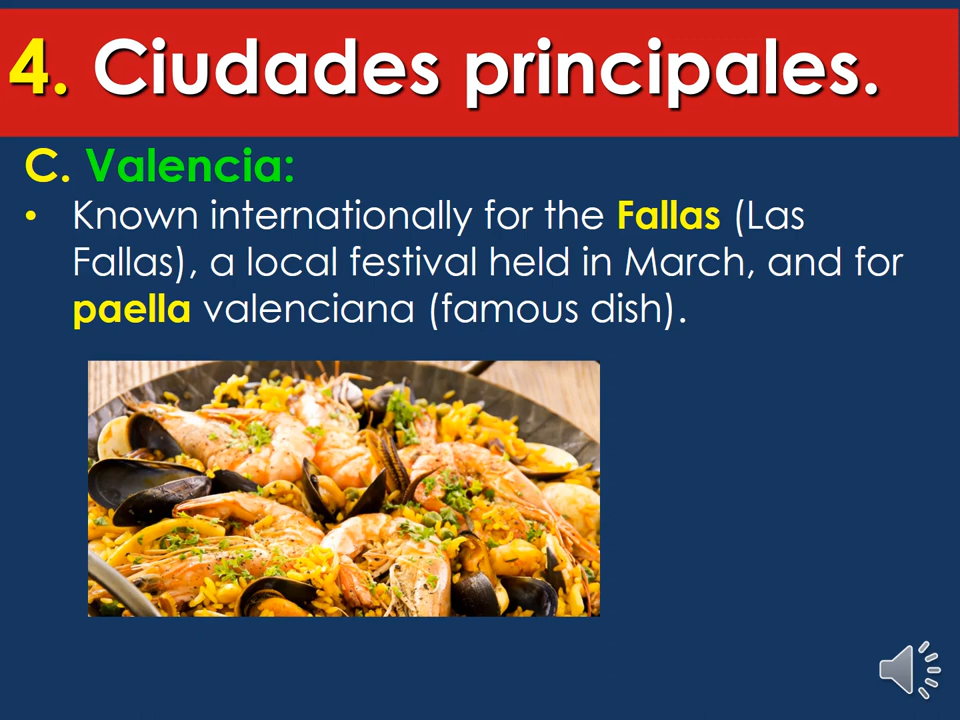 4. Ciudades principales.
C. Valencia:
• Known internationally for the Fallas (Las
Fallas), a local festival held in March, and for
paella valenciana (famous dish).